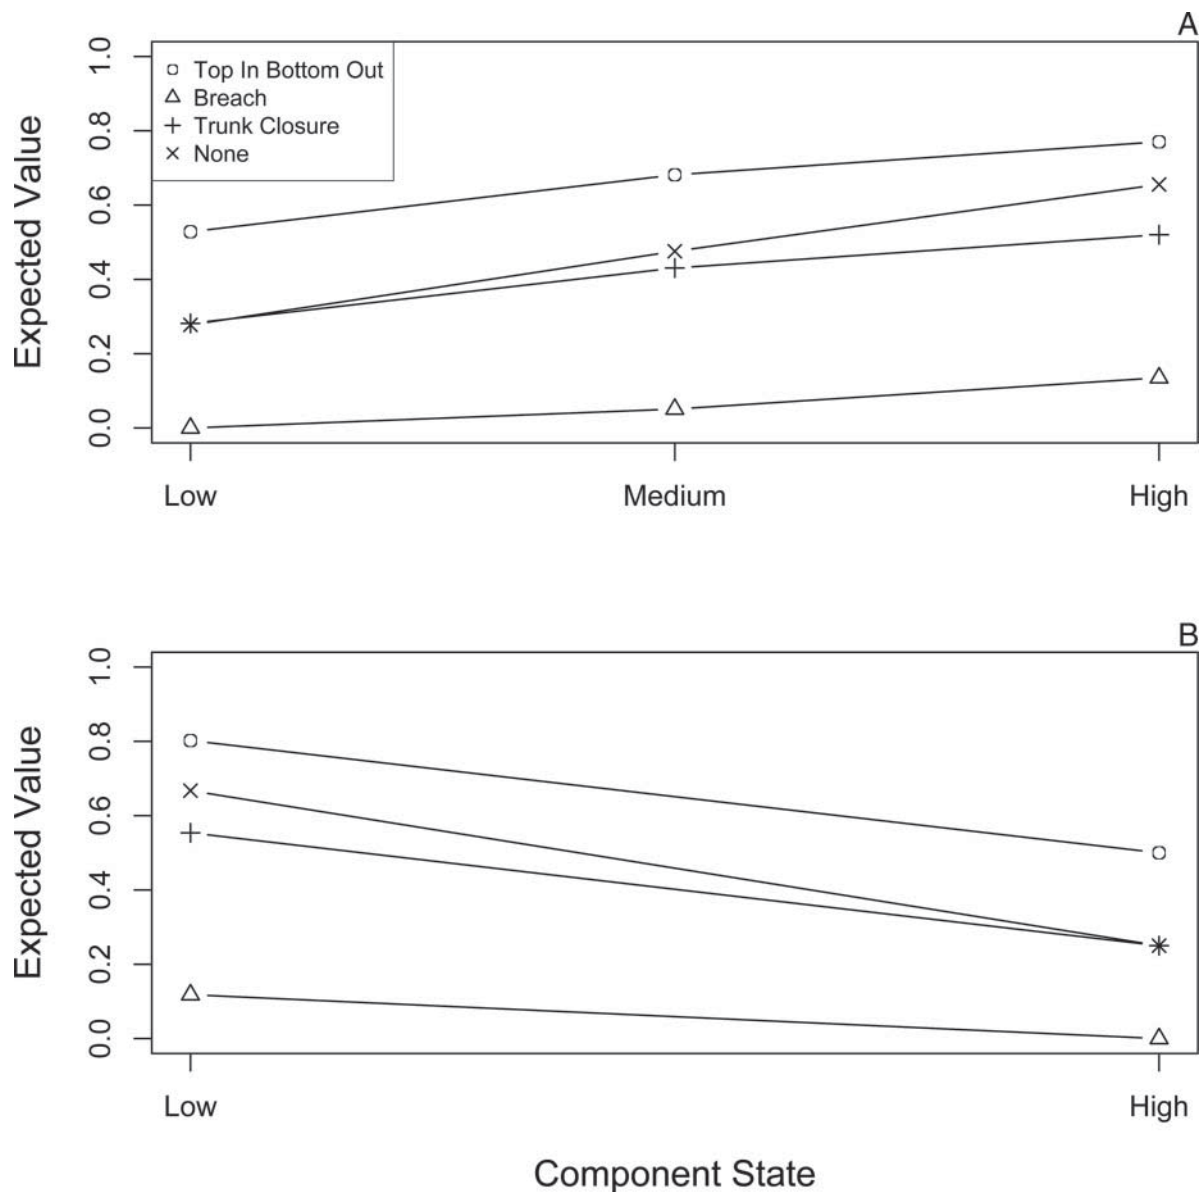 A
Expected Value
1.0
0.8
0.6
0.4
0.2
0.0
Top In Bottom Out
Breach
Trunk Closure
None
Low Medium High
B
Expected Value
1.0
0.8
0.6
0.4
0.2
0.0
Low High
Component State